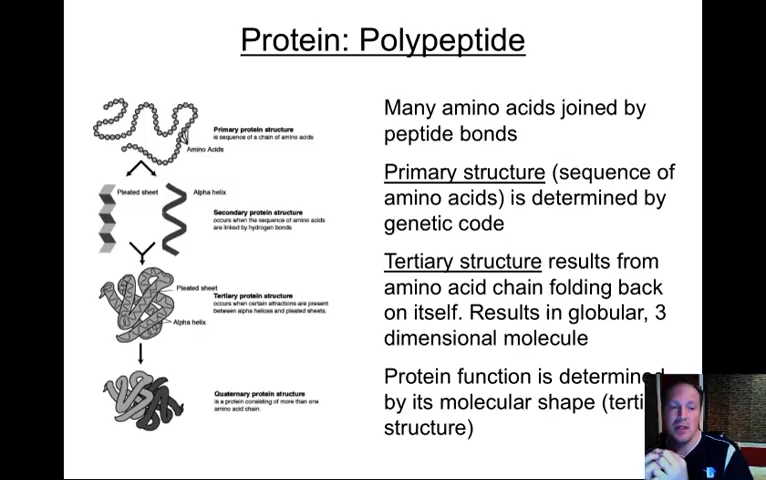 Protein: Polypeptide
Primary protein structure
is sequence of a chain of amino acids
Amino Acids
Pleated sheet
Alpha helix
Secondary protein structure
occurs when the sequence of amino acids
are linked by hydrogen bonds
Pleated sheet
Tertiary protein structure
occurs when certain attractions are present
between alpha helices and pleated sheets.
Alpha helix
Quaternary protein structure
is a protein consisting of more than one
amino acid chain.
Many amino acids joined by
peptide bonds
Primary structure (sequence of
amino acids) is determined by
genetic code
Tertiary structure results from
amino acid chain folding back
on itself. Results in globular, 3
dimensional molecule
Protein function is determined
by its molecular shape (terti
structure)